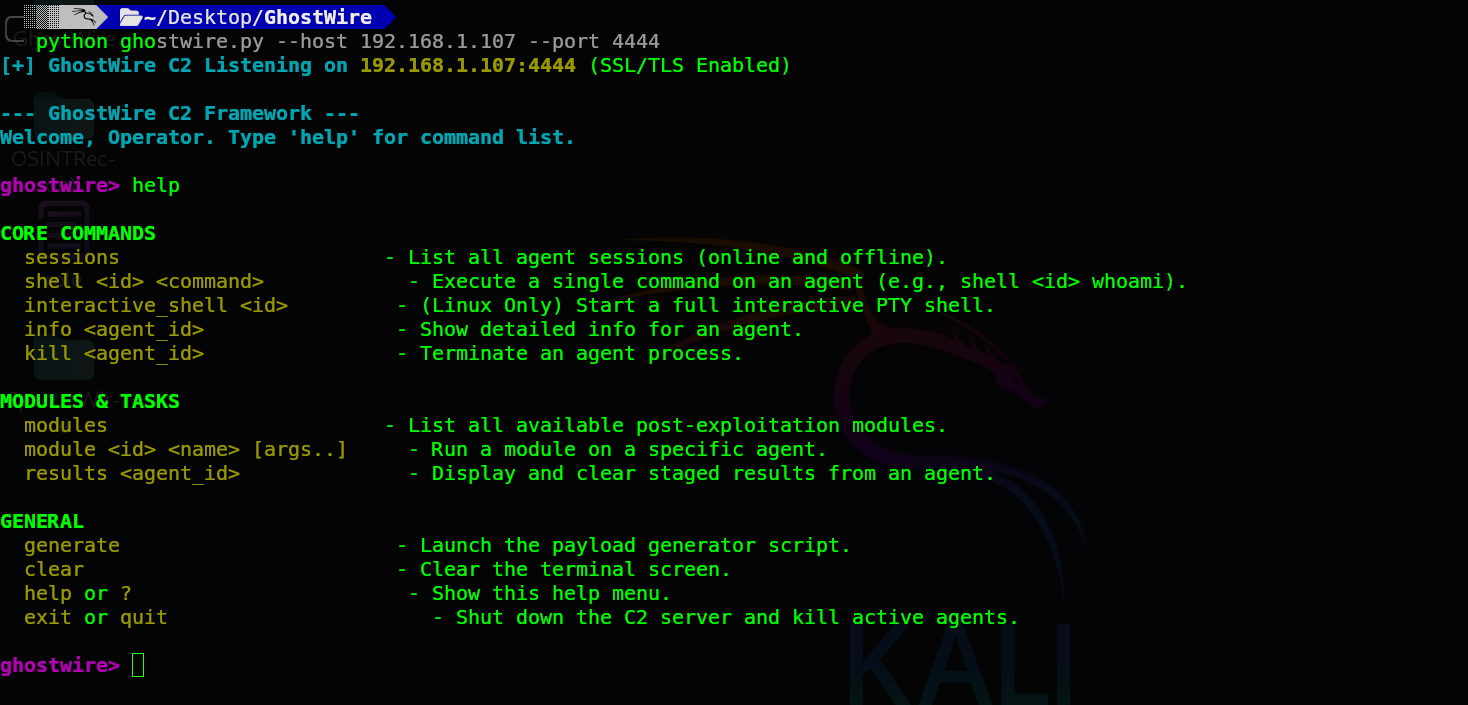 ~/Desktop/GhostWire
python ghostwire.py --host 192.168.1.107 --port 4444
[+] GhostWire C2 Listening on 192.168.1.107:4444 (SSL/TLS Enabled)
--- GhostWire C2 Framework ---
Welcome, Operator. Type 'help' for command list.
OSINTRec-
ghostwire> help
CORE COMMANDS
sessions - List all agent sessions (online and offline).
shell <id> <command> - Execute a single command on an agent (e.g., shell <id> whoami).
interactive_shell <id> - (Linux Only) Start a full interactive PTY shell.
info <agent_id> - Show detailed info for an agent.
kill <agent_id> - Terminate an agent process.
MODULES & TASKS
modules - List all available post-exploitation modules.
module <id> <name> [args..] - Run a module on a specific agent.
results <agent_id> - Display and clear staged results from an agent.
GENERAL
generate - Launch the payload generator script.
clear - Clear the terminal screen.
help or ? - Show this help menu.
exit or quit - Shut down the C2 server and kill active agents.
ghostwire>
KALI